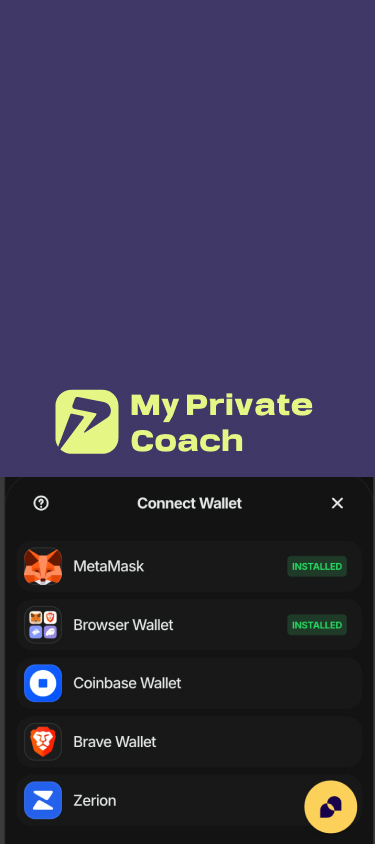 My Private
Coach
Connect Wallet
MetaMask
INSTALLED
Browser Wallet
INSTALLED
Coinbase Wallet
Brave Wallet
Zerion